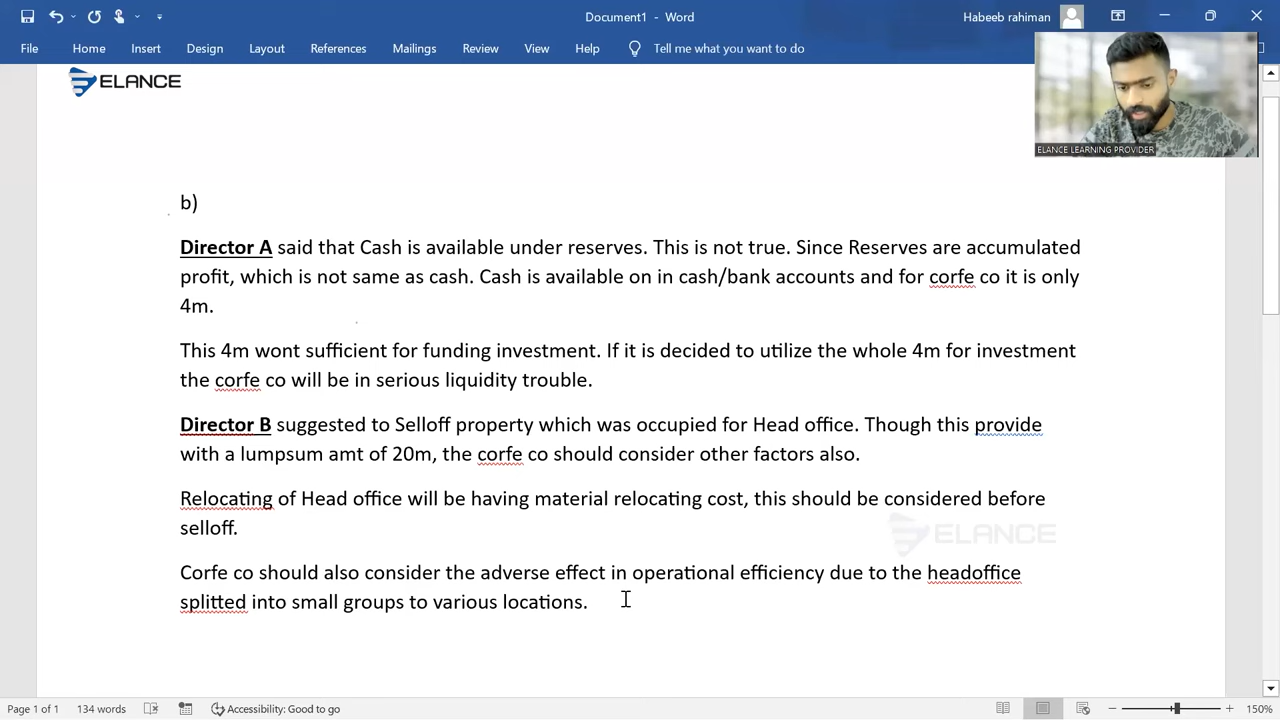 Document1 - Word
Habeeb rahiman
File Home Insert Design Layout References Mailings Review View Help Tell me what you want to do
ELANCE
ELANCE LEARNING PROVIDER
b)
Director A said that Cash is available under reserves. This is not true. Since Reserves are accumulated
profit, which is not same as cash. Cash is available on in cash/bank accounts and for corfe co it is only
4m.
This 4m wont sufficient for funding investment. If it is decided to utilize the whole 4m for investment
the corfe co will be in serious liquidity trouble.
Director B suggested to Selloff property which was occupied for Head office. Though this provide
with a lumpsum amt of 20m, the corfe co should consider other factors also.
Relocating of Head office will be having material relocating cost, this should be considered before
selloff.
ELANCE
Corfe co should also consider the adverse effect in operational efficiency due to the headoffice
splitted into small groups to various locations.
Page 1 of 1 134 words Accessibility: Good to go 150%